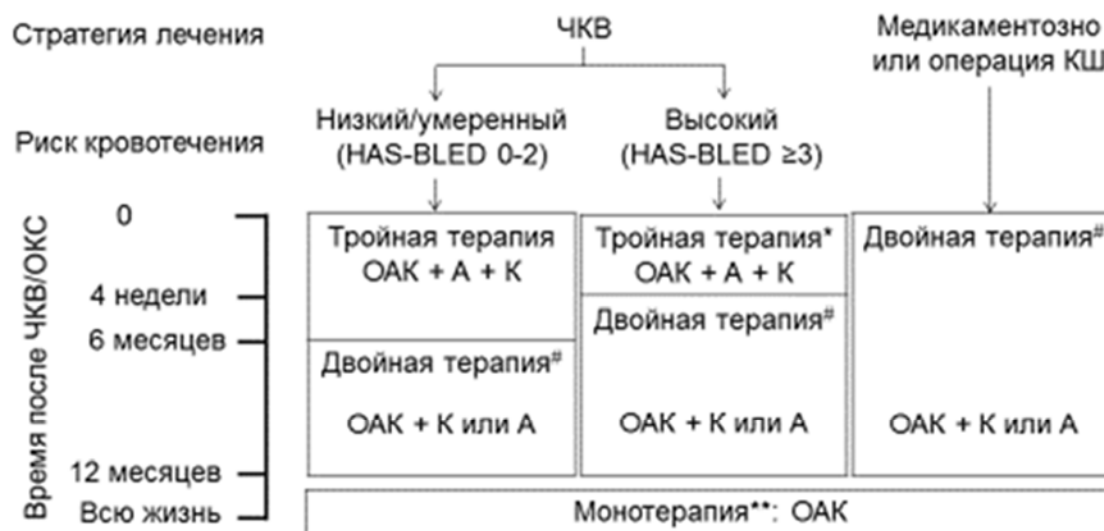 Стратегия лечения
ЧКВ
Медикаментозно
или операция КШ
Риск кровотечения
Низкий/умеренный
(HAS-BLED 0-2)
Высокий
(HAS-BLED ≥3)
Время после ЧКВ/ОКС
0
4 недели
6 месяцев
12 месяцев
Всю жизнь
Тройная терапия
ОАК + А + К
Двойная терапия#
ОАК + К или А
Тройная терапия*
ОАК + А + К
Двойная терапия#
ОАК + К или А
Двойная терапия#
ОАК + К или А
Монотерапия**: ОАК